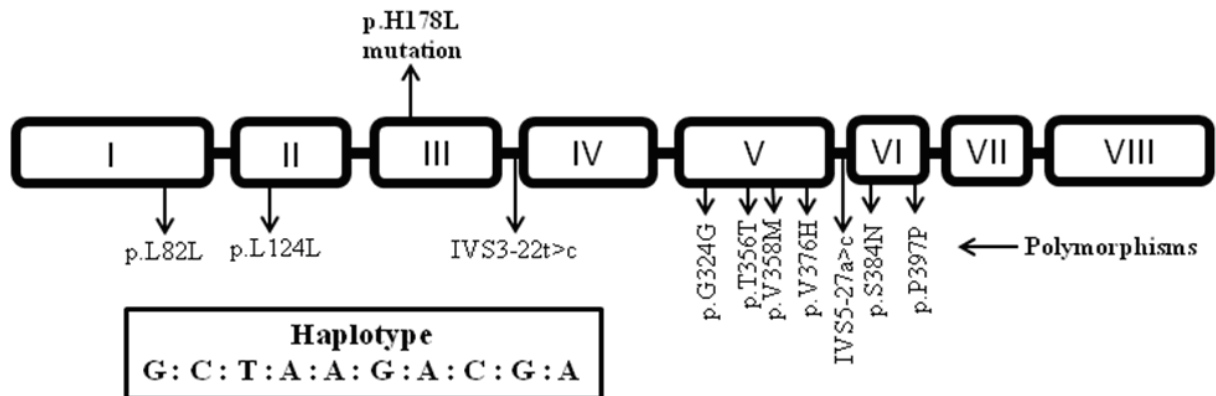 p.H178L
mutation
I II III IV V VI VII VIII
p.L82L p.L124L IVS3-22t>c p.G324G p.T356T p.V358M p.V376H IVS5-27a>c p.S384N p.P397P Polymorphisms
Haplotype
G : C : T : A : A : G : A : C : G : A